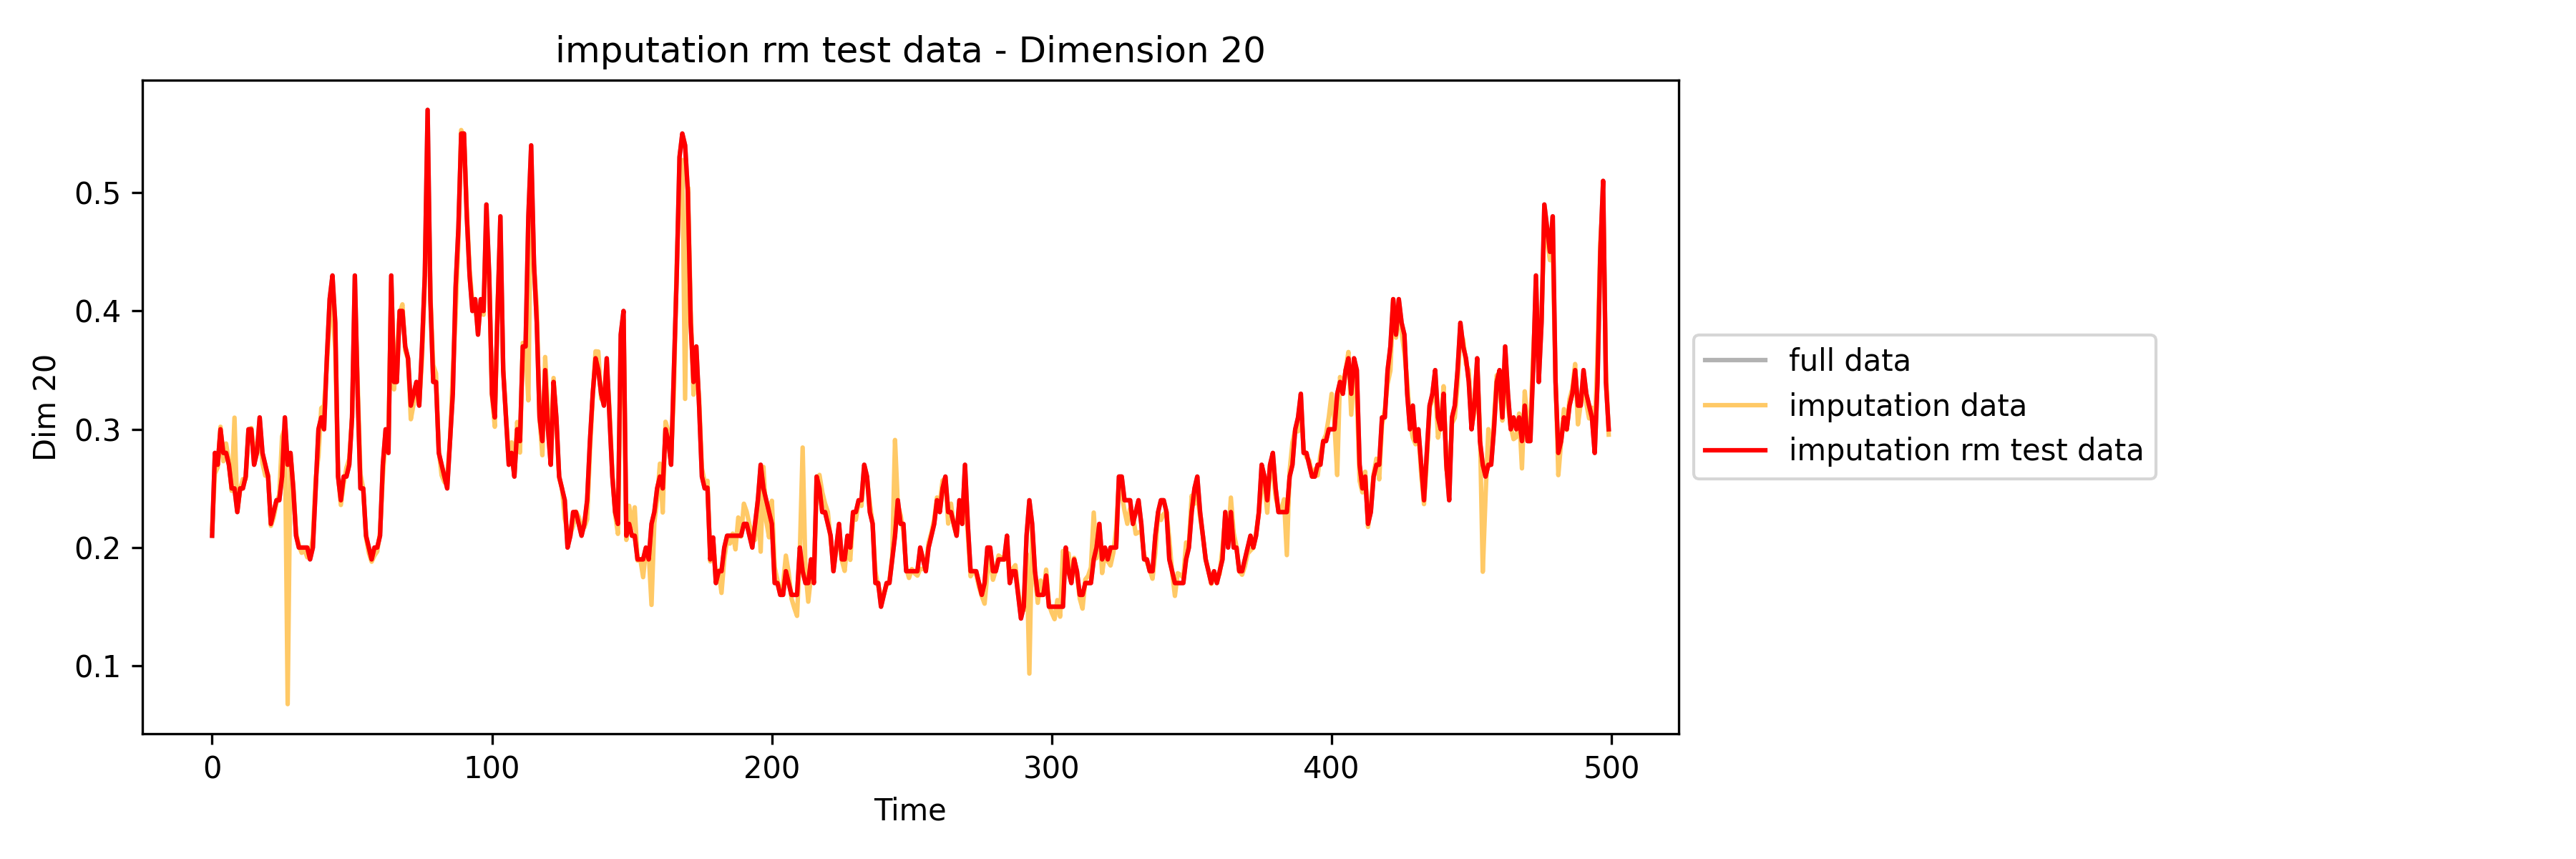 imputation rm test data - Dimension 20
Dim 20
0.5
0.4
0.3
0.2
0.1
0 100 200 300 400 500
Time
full data
imputation data
imputation rm test data